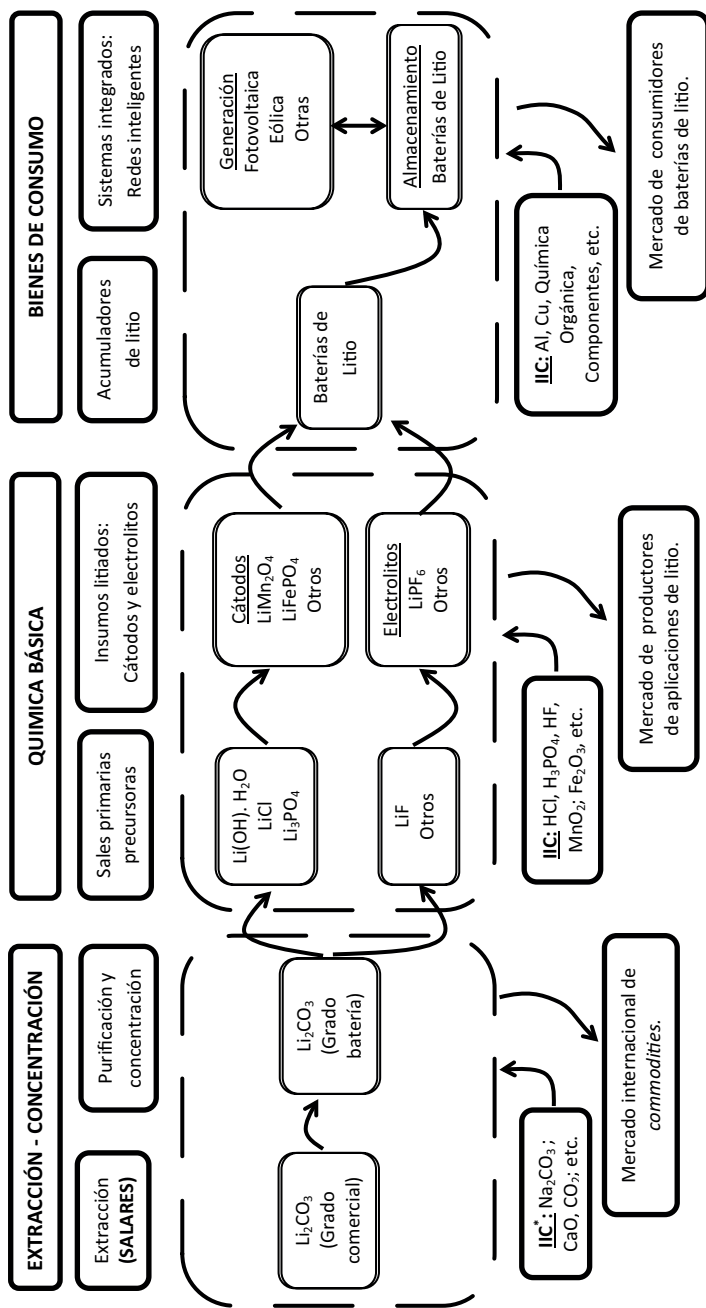 EXTRACCIÓN - CONCENTRACIÓN
Extracción
(SALARES)
Purificación y
concentración
Li₂CO₃
(Grado
comercial)
Li₂CO₃
(Grado
batería)
IIC*: Na₂CO₃ ;
CaO, CO₂; etc.
Mercado internacional de
commodities.
QUIMICA BÁSICA
Sales primarias
precursoras
Insumos litiados:
Cátodos y electrolitos
Li(OH). H₂O
LiCl
Li₃PO₄
Cátodos
LiMn₂O₄
LiFePO₄
Otros
LiF
Otros
Electrolitos
LiPF₆
Otros
IIC: HCl, H₃PO₄, HF,
MnO₂; Fe₂O₃, etc.
Mercado de productores
de aplicaciones de litio.
BIENES DE CONSUMO
Acumuladores
de litio
Sistemas integrados:
Redes inteligentes
Baterías de
Litio
Generación
Fotovoltaica
Eólica
Otras
Almacenamiento
Baterías de Litio
IIC: Al, Cu, Química
Orgánica,
Componentes, etc.
Mercado de consumidores
de baterías de litio.